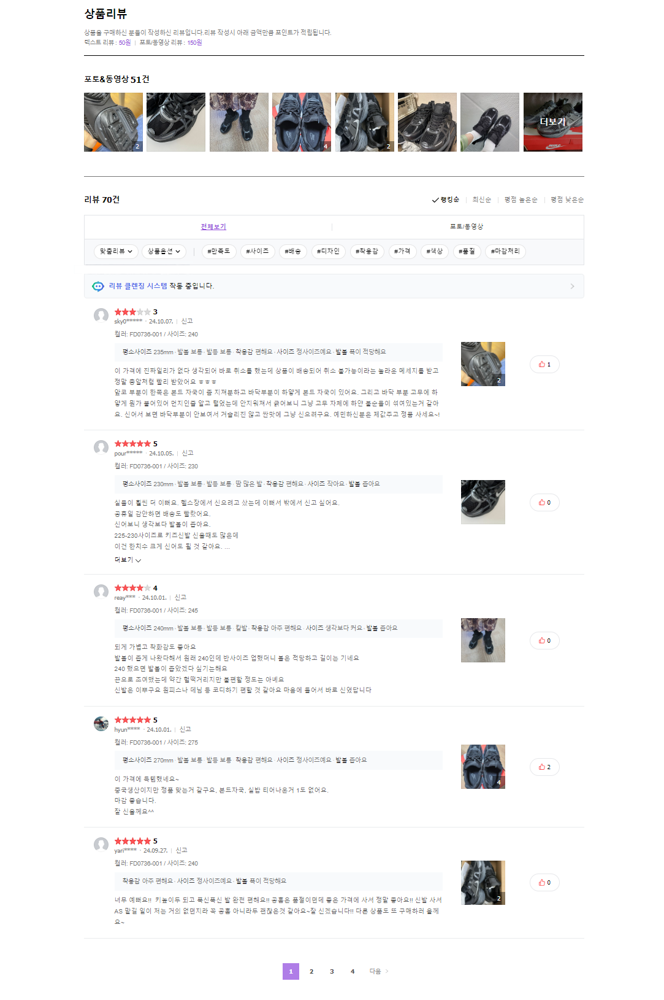 상품리뷰
상품을 구매하신 분들이 작성하신 리뷰입니다.리뷰 작성시 아래 금액만큼 포인트가 적립됩니다.
텍스트 리뷰 : 50원 | 포토/동영상 리뷰 : 150원
포토&동영상 51건
2
4
2
더보기
리뷰 70건
랭킹순 | 최신순 | 평점 높은순 | 평점 낮은순
전체보기 | 포토/동영상
맞춤리뷰 상품옵션 | #만족도 #사이즈 #배송 #디자인 #착용감 #가격 #색상 #품질 #마감처리
리뷰 클렌징 시스템 작동 중입니다.
3
sky0***** · 24.10.07. | 신고
컬러: FD0736-001 / 사이즈: 240
평소사이즈 235mm · 발볼 보통 · 발등 보통 · 착용감 편해요 · 사이즈 정사이즈예요 · 발볼 폭이 적당해요
이 가격에 진짜일리가 없다 생각되어 바로 취소를 했는데 상품이 배송되어 취소 불가능이라는 놀라운 메세지를 받고
정말 총알처럼 빨리 받았어요 ㅎㅎㅎ
앞코 부분이 한쪽은 본드 자국이 좀 지져분하고 바닥부분이 하얗게 본드 자국이 있어요. 그리고 바닥 부분 고무에 하
얗게 뭔가 붙어있어 먼지인줄 알고 털었는데 안지워져서 긁어보니 그냥 고무 자체에 하얀 불순물이 섞여있는거 같아
요. 신어서 보면 바닥부분이 안보여서 거슬리진 않고 싼맛에 그냥 신으려구요. 예민하신분은 제값주고 정품 사세요~!
2
1
5
pour***** · 24.10.05. | 신고
컬러: FD0736-001 / 사이즈: 230
평소사이즈 230mm · 발볼 보통 · 발등 보통 · 땀 많은 발 · 착용감 편해요 · 사이즈 작아요 · 발볼 좁아요
실물이 훨씬 더 이뻐요. 헬스장에서 신으려고 샀는데 이뻐서 밖에서 신고 싶어요.
공휴일 감안하면 배송도 빨랐어요.
신어보니 생각보다 발볼이 좁아요.
225-230사이즈로 키즈신발 신을때도 많은데
이건 한치수 크게 신어도 될 것 같아요. ...
더보기
0
4
reay*** · 24.10.01. | 신고
컬러: FD0736-001 / 사이즈: 245
평소사이즈 240mm · 발볼 보통 · 발등 보통 · 칼발 · 착용감 아주 편해요 · 사이즈 생각보다 커요 · 발볼 좁아요
되게 가볍고 착화감도 좋아요
발볼이 좁게 나왔다해서 원래 240인데 반사이즈 업했더니 볼은 적당하고 길이는 기네요
240 했으면 발볼이 좁았겠다 싶기는해요
끈으로 조여맸는데 약간 헐떡거리지만 불편할 정도는 아녜요
신발은 이뿌구요 원피스나 데님 등 코디하기 편할 것 같아요 마음에 들어서 바로 신었답니다
0
5
hyun**** · 24.10.01. | 신고
컬러: FD0736-001 / 사이즈: 275
평소사이즈 270mm · 발볼 보통 · 발등 보통 · 착용감 편해요 · 사이즈 정사이즈예요 · 발볼 좁아요
이 가격에 득템했네요~
중국생산이지만 정품 맞는거 같구요, 본드자국, 실밥 튀어나온거 1도 없어요.
마감 좋습니다.
잘 신을께요^^
4
2
5
yari**** · 24.09.27. | 신고
컬러: FD0736-001 / 사이즈: 240
착용감 아주 편해요 · 사이즈 정사이즈예요 · 발볼 폭이 적당해요
너무 예뻐요!! 키높이두 되고 푹신푹신 발 완전 편해요!! 공홈은 품절이던데 좋은 가격에 사서 정말 좋아요!! 신발 사서
AS 맡길 일이 저는 거의 없던지라 꼭 공홈 아니라두 괜찮은것 같아요~잘 신겠습니다!! 다른 상품도 또 구매하러 올께
요~
2
0
1 2 3 4 다음